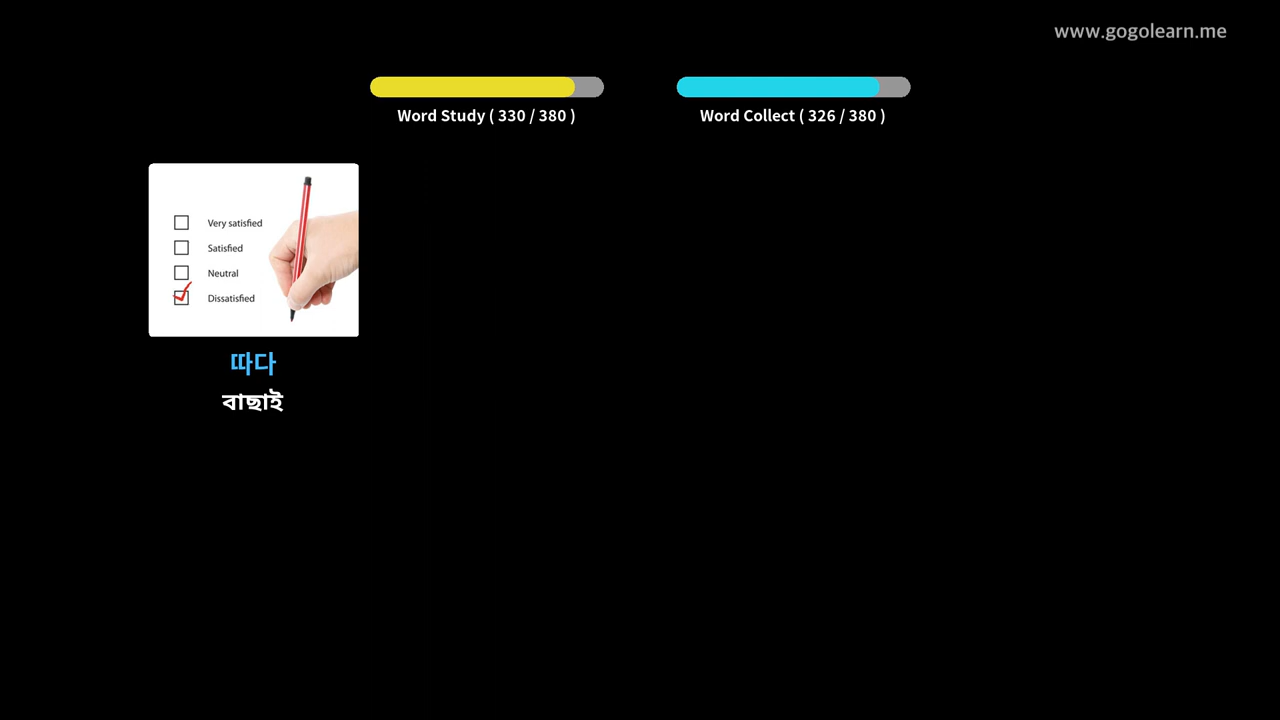 www.gogolearn.me
Word Study ( 330 / 380 )
Word Collect ( 326 / 380 )
Very satisfied
Satisfied
Neutral
Dissatisfied
따다
বাছাই